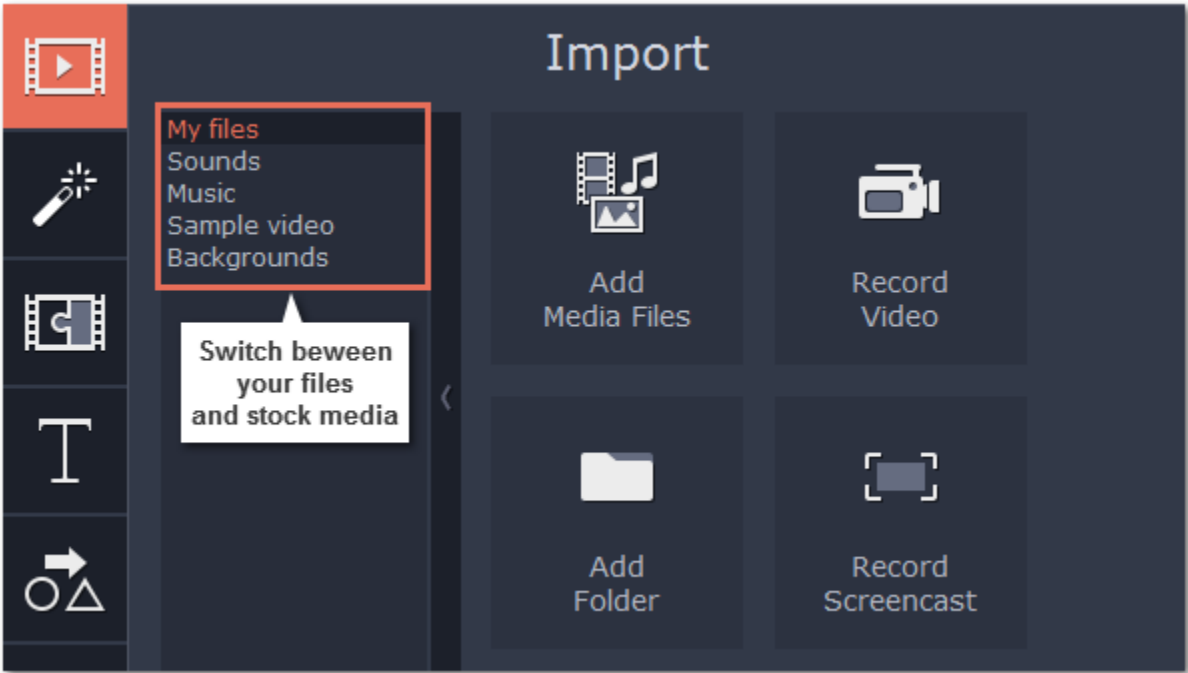 Import
My files
Sounds
Music
Sample video
Backgrounds
Switch beween
your files
and stock media
Add
Media Files
Record
Video
Add
Folder
Record
Screencast